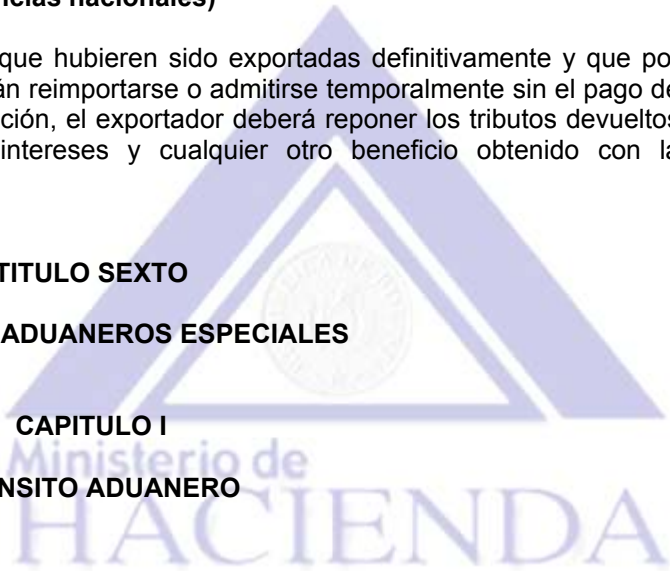 cias nacionales)
que hubieren sido exportadas definitivamente y que po
án reimportarse o admitirse temporalmente sin el pago de
ción, el exportador deberá reponer los tributos devueltos
intereses y cualquier otro beneficio obtenido con la
TITULO SEXTO
ADUANEROS ESPECIALES
CAPITULO I
NSITO ADUANERO
Ministerio de
HACIENDA